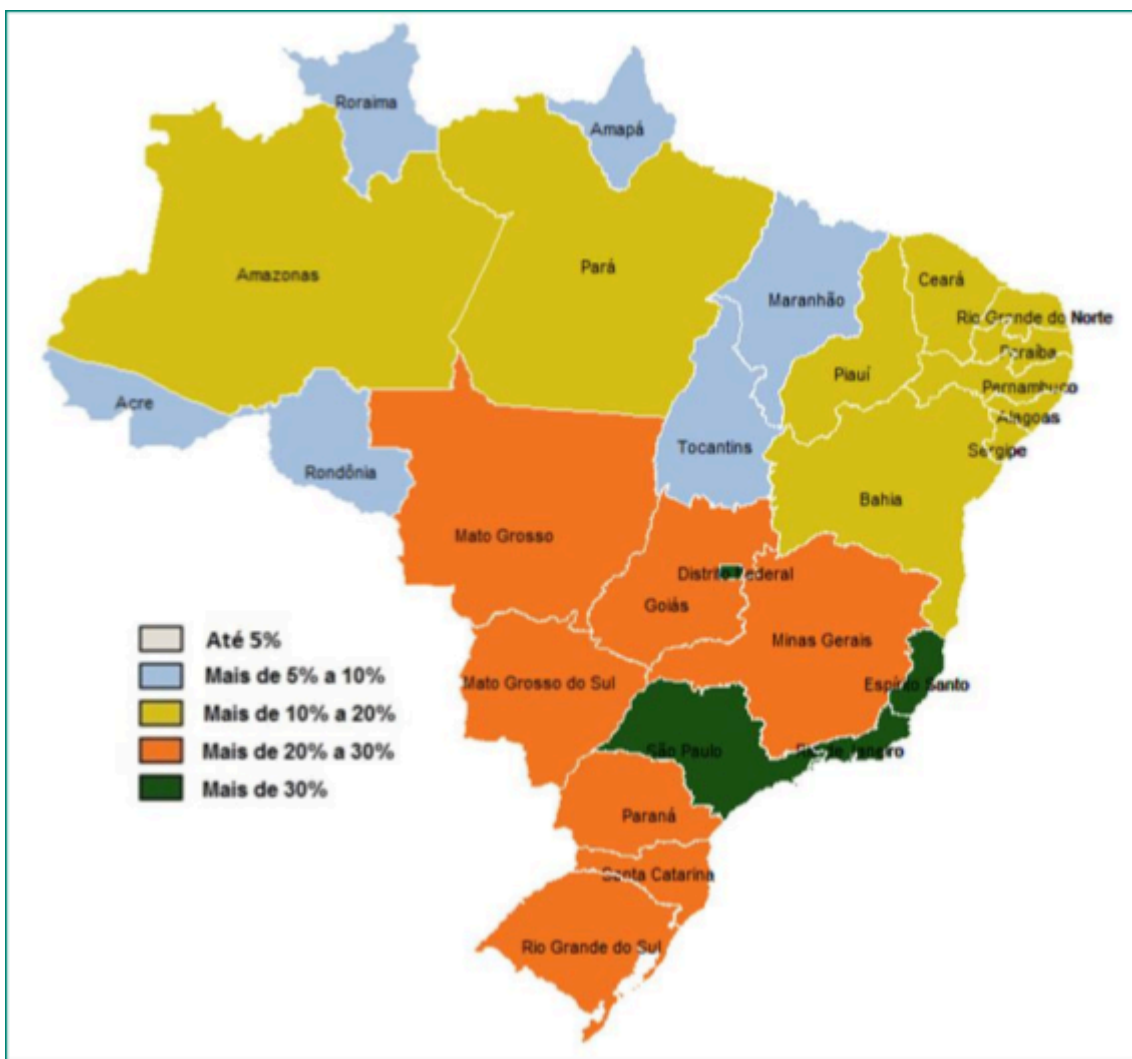 Roraima
Amapá
Amazonas
Pará
Maranhão
Ceará
Rio Grande do Norte
Paraíba
Piauí
Pernambuco
Acre
Alagoas
Tocantins
Sergipe
Rondônia
Bahia
Mato Grosso
Distrito Federal
Goiás
Minas Gerais
Mato Grosso do Sul
Espírito Santo
São Paulo
Rio de Janeiro
Paraná
Santa Catarina
Rio Grande do Sul
Até 5%
Mais de 5% a 10%
Mais de 10% a 20%
Mais de 20% a 30%
Mais de 30%